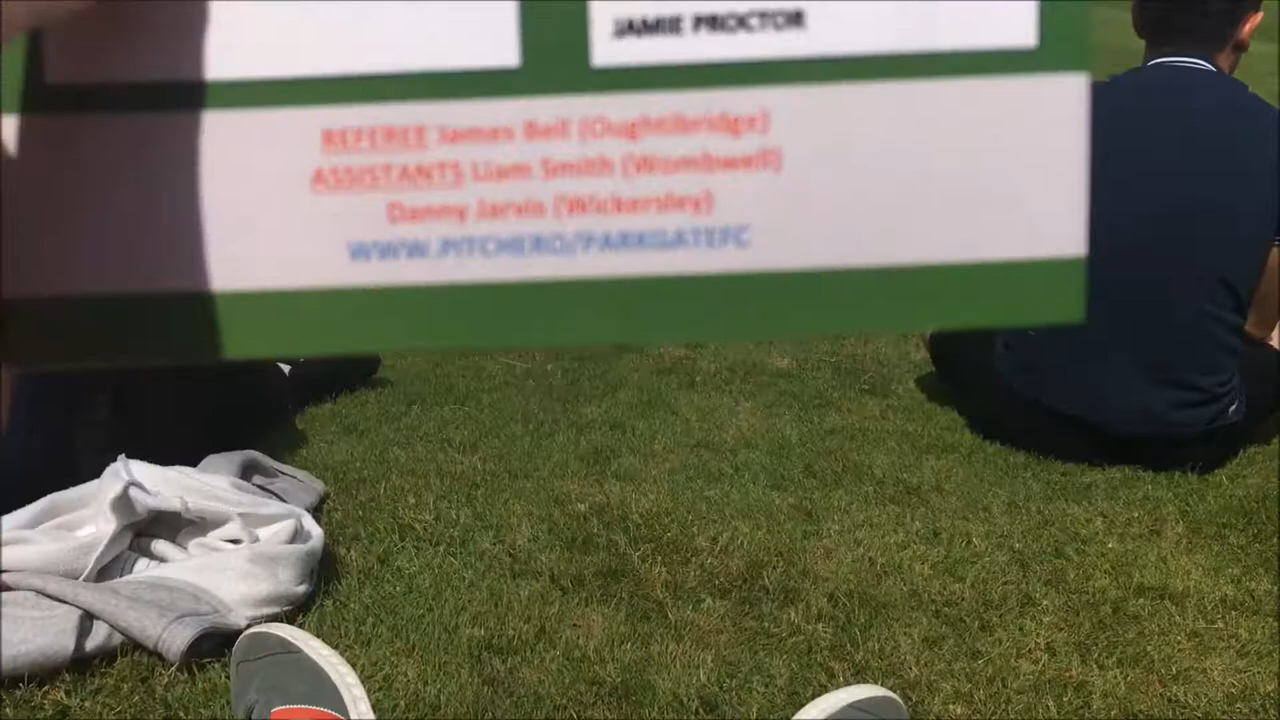 JAMIE PROCTOR
REFEREE James Bell (Oughtibridge)
ASSISTANTS Liam Smith (Wombwell)
Danny Jarvis (Wickersley)
WWW.PITCHERO/PARKGATEFC